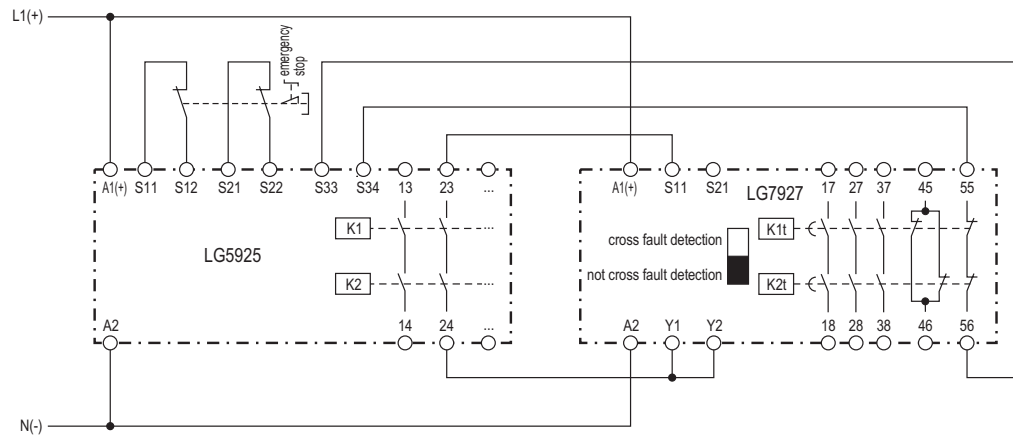 L1(+)
emergency
stop
A1(+) S11 S12 S21 S22 S33 S34 13 23 ...
A1(+) S11 S21 17 27 37 45 55
LG7927
K1 ...
cross fault detection
K1t
LG5925
not cross fault detection
K2 ...
K2t
A2 14 24 ...
A2 Y1 Y2 18 28 38 46 56
N(-)